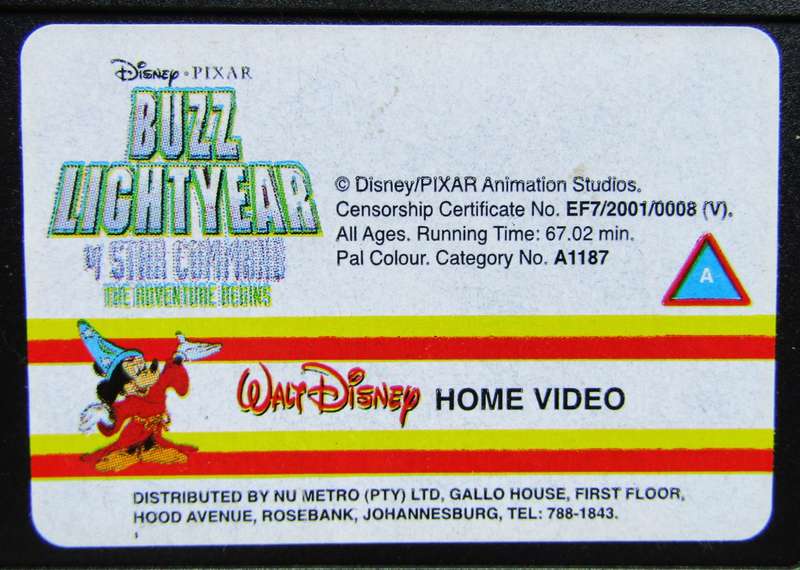 Disney · PIXAR
BUZZ
LIGHTYEAR
of STAR COMMAND
THE ADVENTURE BEGINS
© Disney/PIXAR Animation Studios.
Censorship Certificate No. EF7/2001/0008 (V).
All Ages. Running Time: 67.02 min.
Pal Colour. Category No. A1187
A
WALT DISNEY HOME VIDEO
DISTRIBUTED BY NU METRO (PTY) LTD, GALLO HOUSE, FIRST FLOOR,
HOOD AVENUE, ROSEBANK, JOHANNESBURG, TEL: 788-1843.